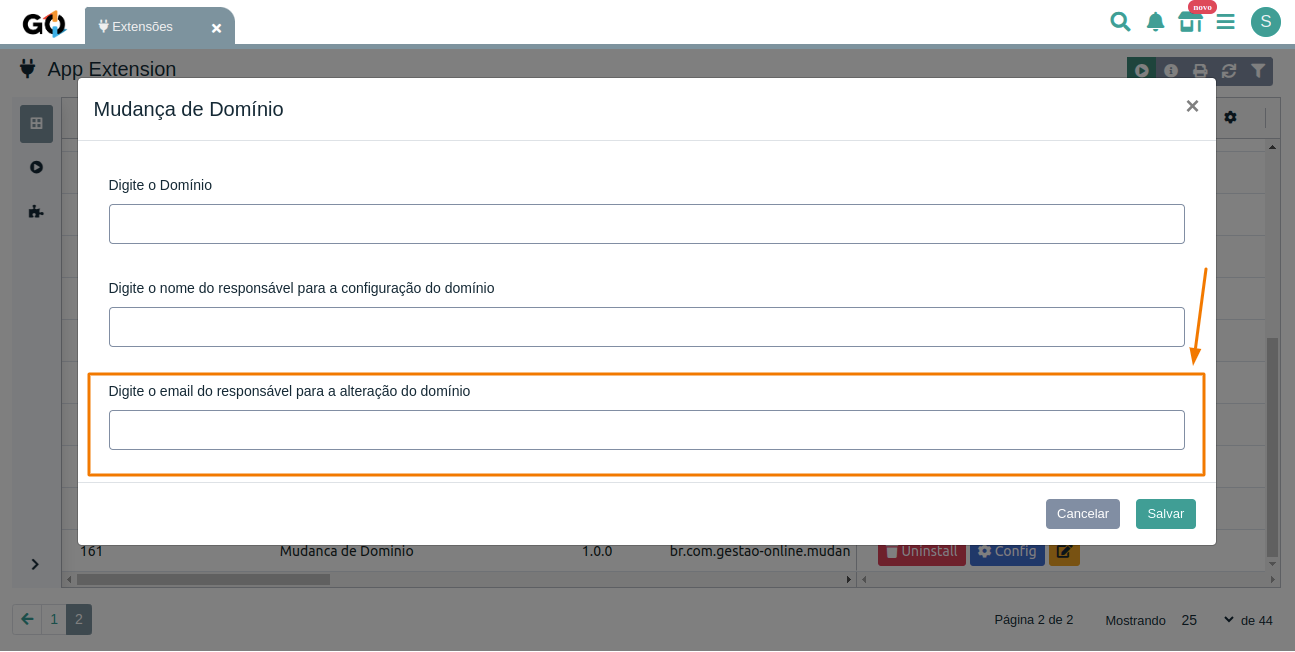 GO
Extensões
novo
S
App Extension
Mudança de Domínio
Digite o Domínio
Digite o nome do responsável para a configuração do domínio
Digite o email do responsável para a alteração do domínio
Cancelar
Salvar
161 Mudanca de Dominio 1.0.0 br.com.gestao-online.mudan Uninstall Config
1 2 Página 2 de 2 Mostrando 25 de 44